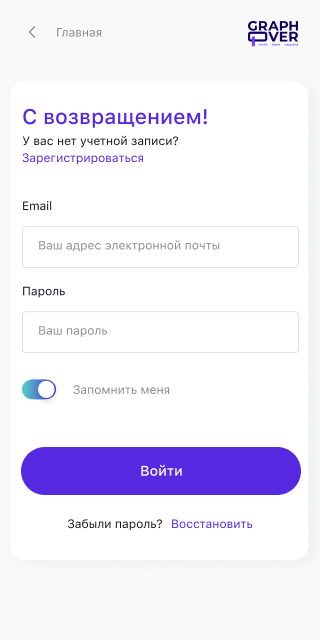 Главная
GRAPH
OVER
С возвращением!
У вас нет учетной записи?
Зарегистрироваться
Email
Ваш адрес электронной почты
Пароль
Ваш пароль
Запомнить меня
Войти
Забыли пароль? Восстановить